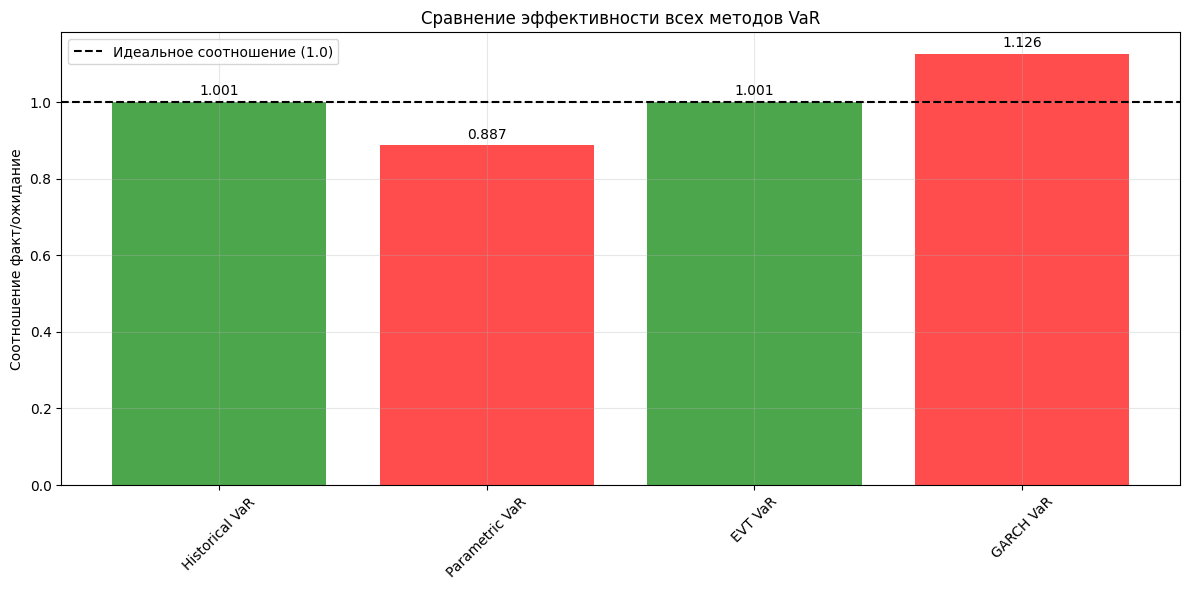 Сравнение эффективности всех методов VaR
Идеальное соотношение (1.0)
1.001
0.887
1.001
1.126
Соотношение факт/ожидание
1.0
0.8
0.6
0.4
0.2
0.0
Historical VaR
Parametric VaR
EVT VaR
GARCH VaR